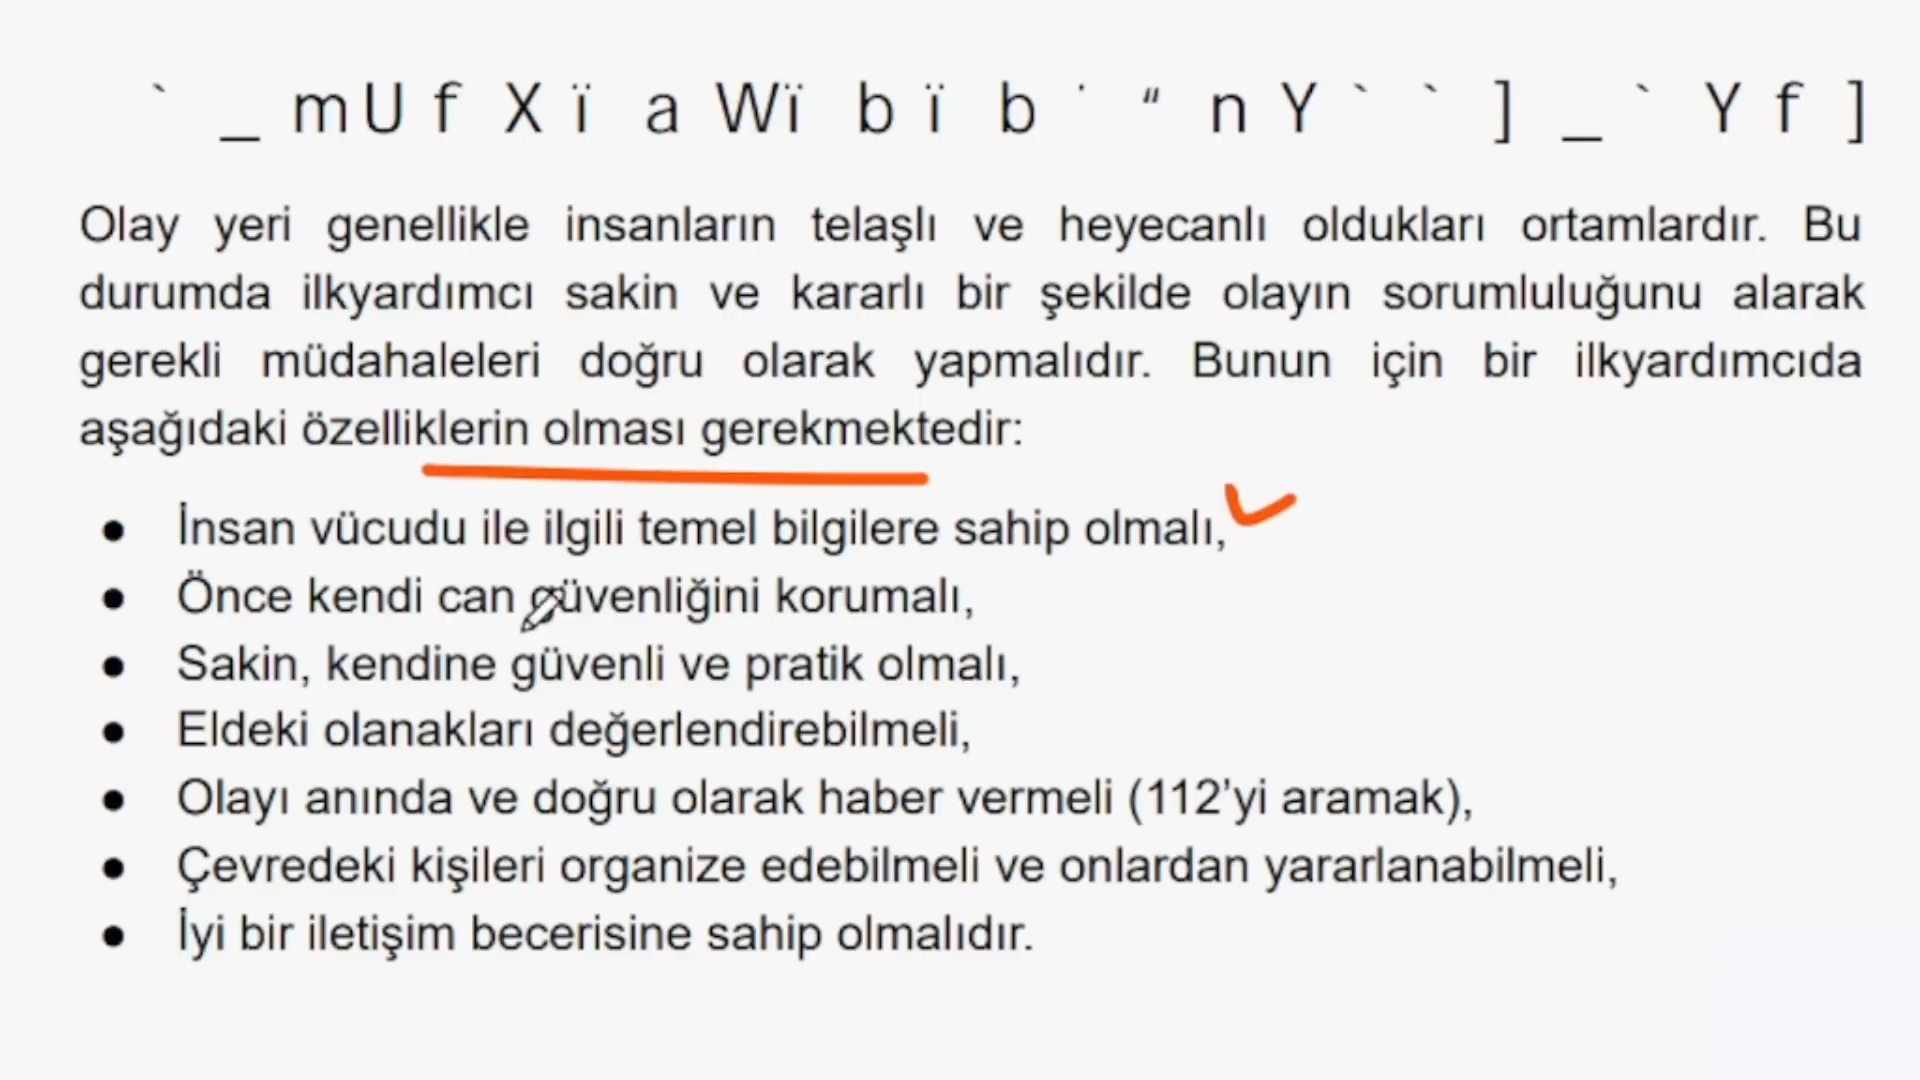 ` _ mU f X ï a Wï b ï b ˙ “ n Y ` ` ] _ ` Y f ]
Olay yeri genellikle insanların telaşlı ve heyecanlı oldukları ortamlardır. Bu
durumda ilkyardımcı sakin ve kararlı bir şekilde olayın sorumluluğunu alarak
gerekli müdahaleleri doğru olarak yapmalıdır. Bunun için bir ilkyardımcıda
aşağıdaki özelliklerin olması gerekmektedir:
● İnsan vücudu ile ilgili temel bilgilere sahip olmalı,
● Önce kendi can güvenliğini korumalı,
● Sakin, kendine güvenli ve pratik olmalı,
● Eldeki olanakları değerlendirebilmeli,
● Olayı anında ve doğru olarak haber vermeli (112’yi aramak),
● Çevredeki kişileri organize edebilmeli ve onlardan yararlanabilmeli,
● İyi bir iletişim becerisine sahip olmalıdır.